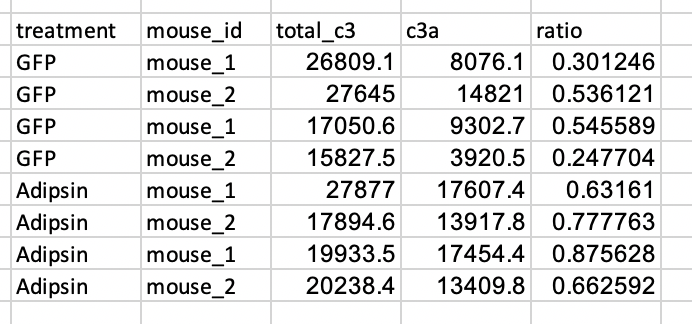 treatment mouse_id total_c3 c3a ratio
GFP mouse_1 26809.1 8076.1 0.301246
GFP mouse_2 27645 14821 0.536121
GFP mouse_1 17050.6 9302.7 0.545589
GFP mouse_2 15827.5 3920.5 0.247704
Adipsin mouse_1 27877 17607.4 0.63161
Adipsin mouse_2 17894.6 13917.8 0.777763
Adipsin mouse_1 19933.5 17454.4 0.875628
Adipsin mouse_2 20238.4 13409.8 0.662592